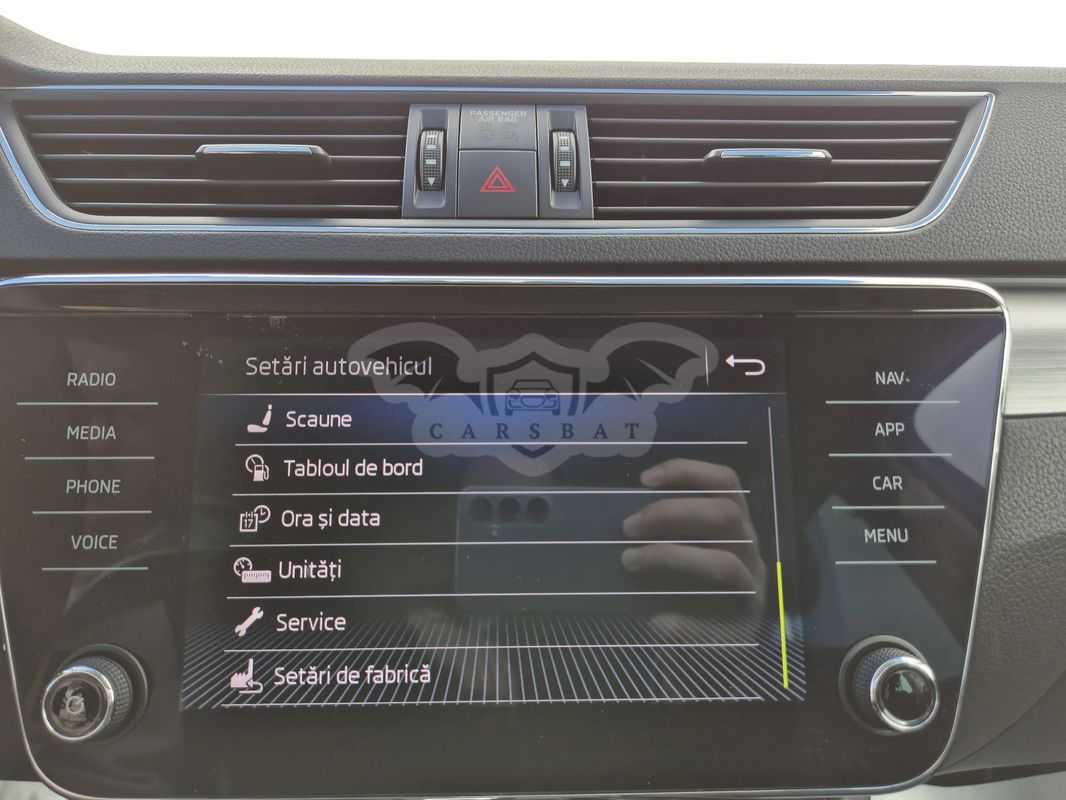 PASSENGER
AIR BAG
Setări autovehicul
CARSBAT
RADIO
MEDIA
PHONE
VOICE
Scaune
Tabloul de bord
17
Ora și data
Unități
Service
Setări de fabrică
NAV
APP
CAR
MENU